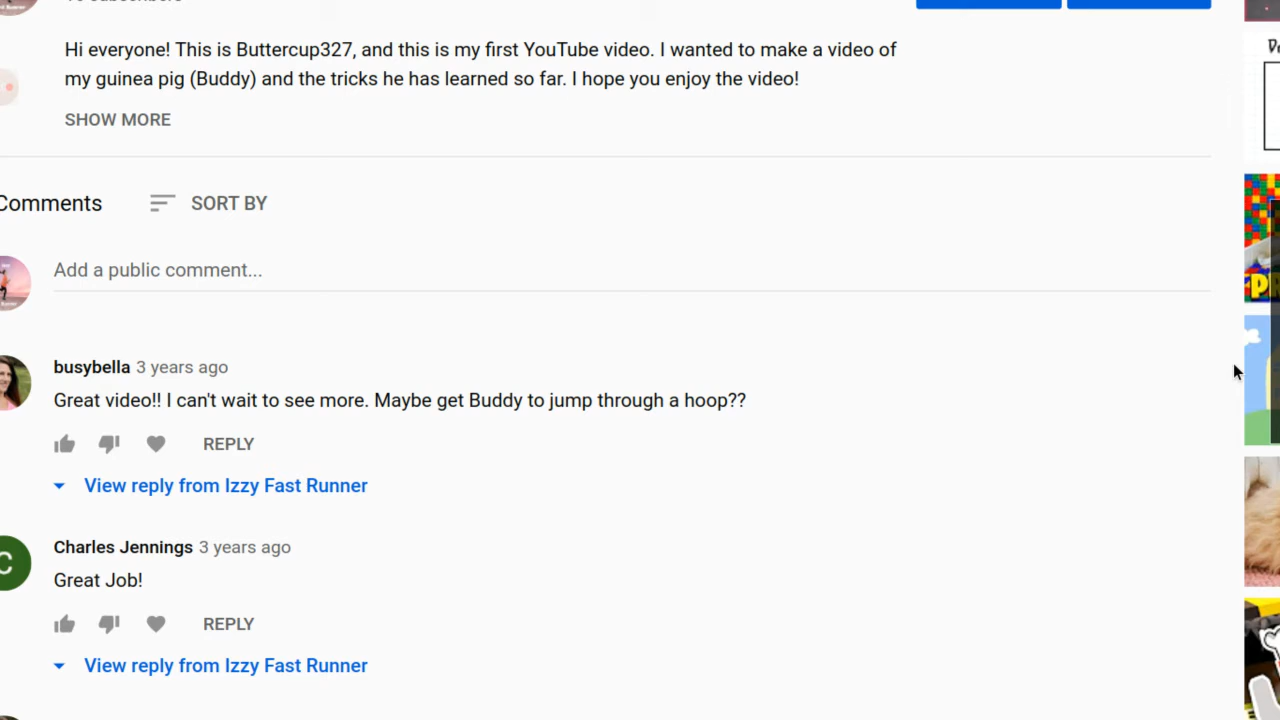 Hi everyone! This is Buttercup327, and this is my first YouTube video. I wanted to make a video of
my guinea pig (Buddy) and the tricks he has learned so far. I hope you enjoy the video!
SHOW MORE
Comments
SORT BY
Add a public comment...
busybella 3 years ago
Great video!! I can't wait to see more. Maybe get Buddy to jump through a hoop??
REPLY
View reply from Izzy Fast Runner
C
Charles Jennings 3 years ago
Great Job!
REPLY
View reply from Izzy Fast Runner